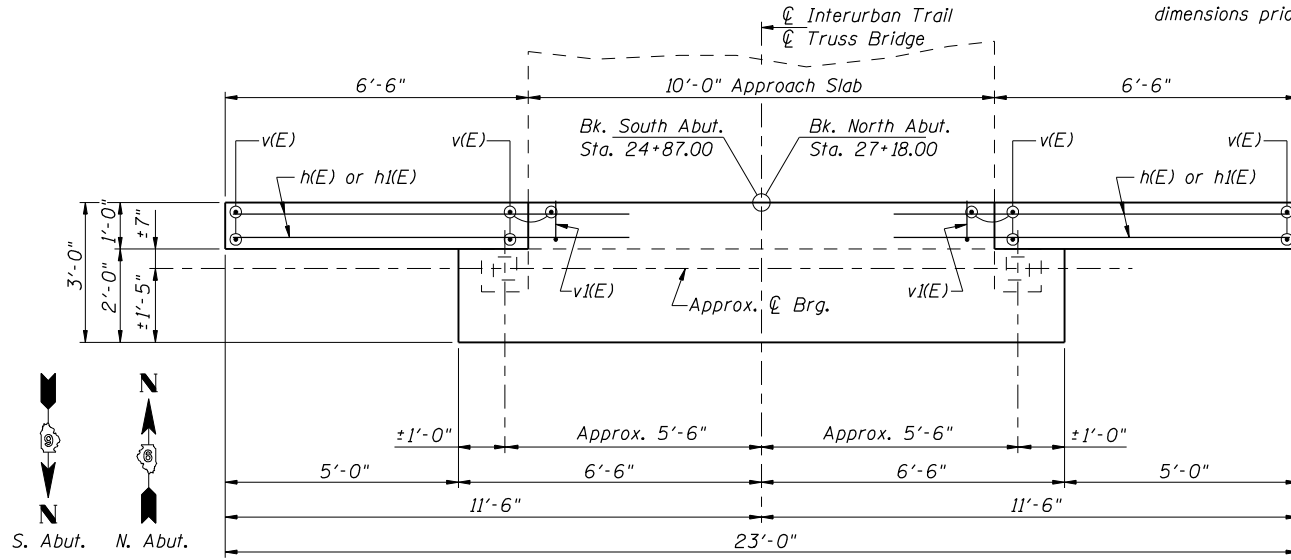 ℄ Interurban Trail
℄ Truss Bridge
dimensions prio
6'-6"
10'-0" Approach Slab
6'-6"
Bk. South Abut.
Sta. 24+87.00
Bk. North Abut.
Sta. 27+18.00
v(E)
v(E)
v(E)
v(E)
h(E) or h1(E)
h(E) or h1(E)
3'-0"
1'-0"
2'-0"
±7"
±1'-5"
v1(E)
Approx. ℄ Brg.
v1(E)
N
N
S. Abut.
N. Abut.
±1'-0"
Approx. 5'-6"
Approx. 5'-6"
±1'-0"
5'-0"
6'-6"
6'-6"
5'-0"
11'-6"
11'-6"
23'-0"